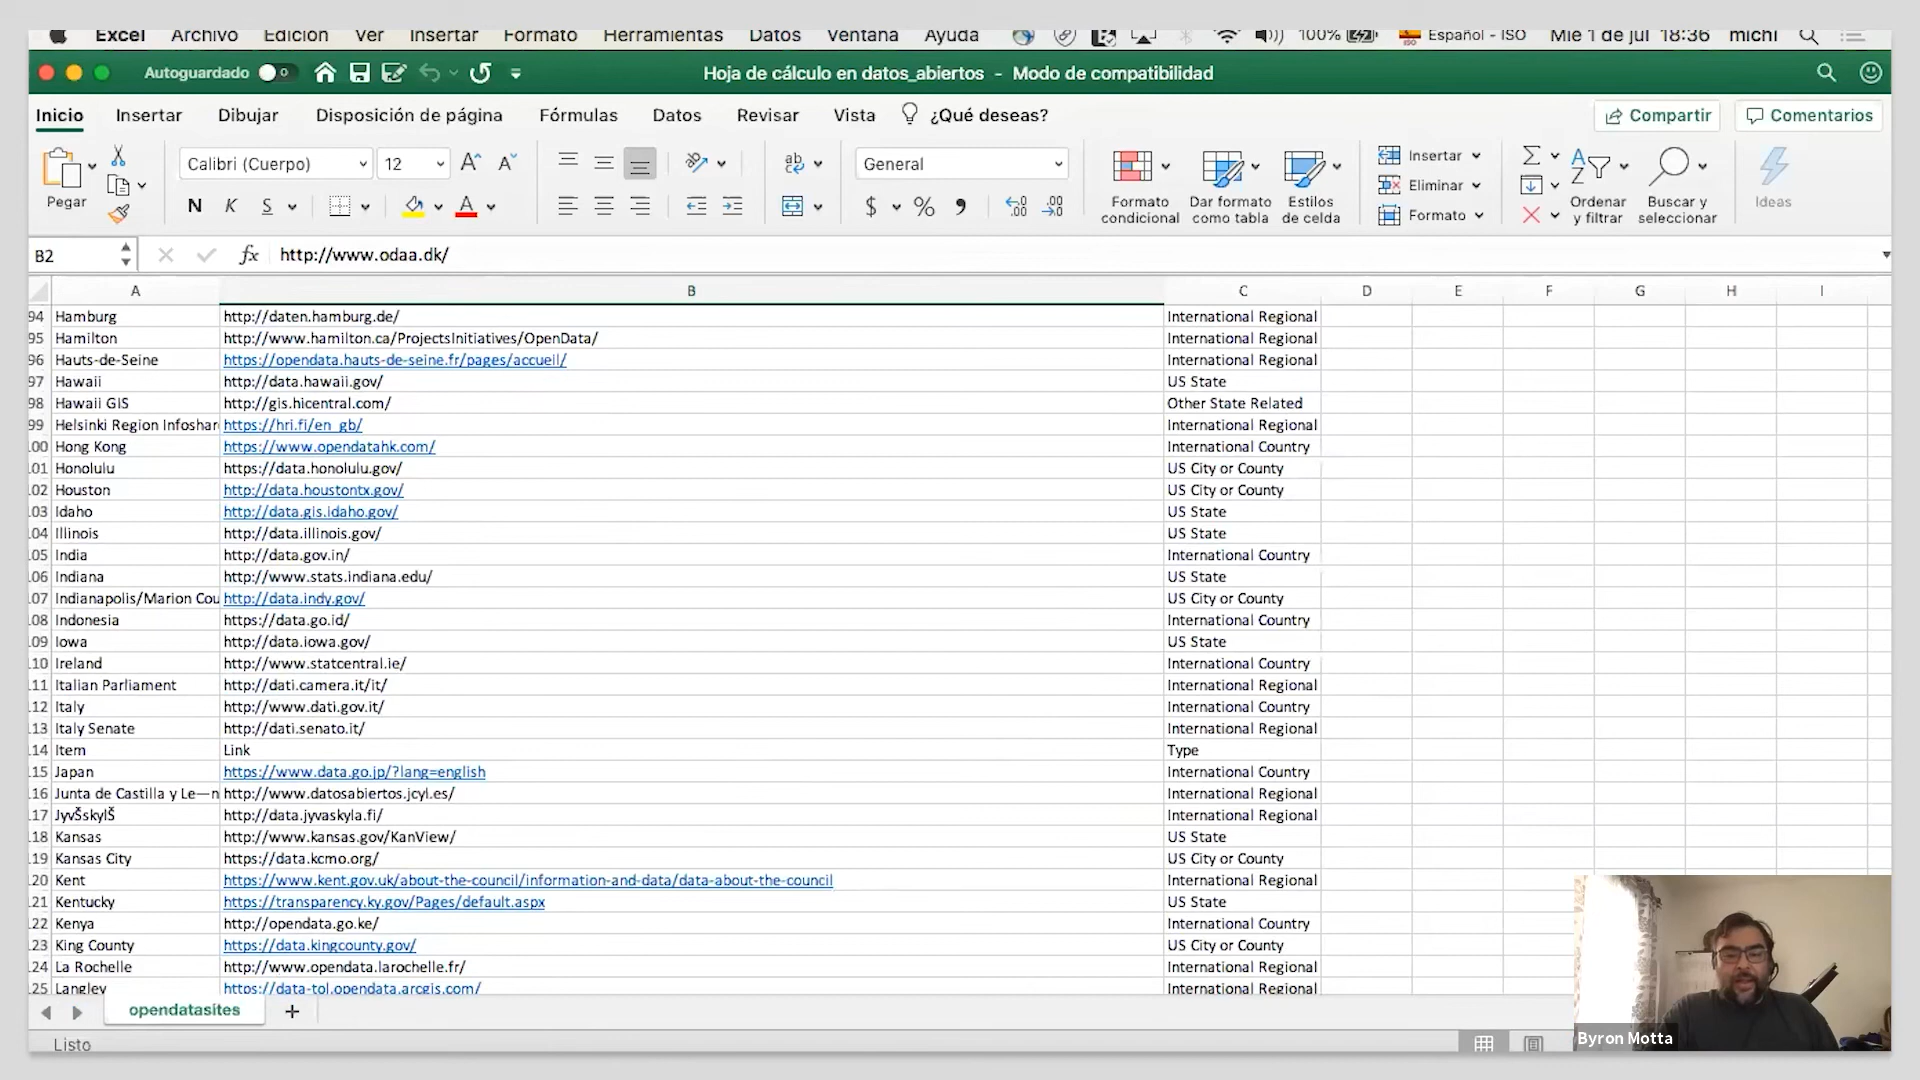 Excel Archivo Edición Ver Insertar Formato Herramientas Datos Ventana Ayuda 100% Español - ISO Mié 1 de jul 18:36 michi
Autoguardado Hoja de cálculo en datos_abiertos - Modo de compatibilidad
Inicio Insertar Dibujar Disposición de página Fórmulas Datos Revisar Vista ¿Qué deseas? Compartir Comentarios
Pegar Calibri (Cuerpo) 12 A A ab General Insertar
N K S A $ % Eliminar
Formato condicional Dar formato como tabla Estilos de celda Formato Ordenar y filtrar Buscar y seleccionar Ideas
B2 fx http://www.odaa.dk/
A B C D E F G H I
94 Hamburg http://daten.hamburg.de/ International Regional
95 Hamilton http://www.hamilton.ca/ProjectsInitiatives/OpenData/ International Regional
96 Hauts-de-Seine https://opendata.hauts-de-seine.fr/pages/accueil/ International Regional
97 Hawaii http://data.hawaii.gov/ US State
98 Hawaii GIS http://gis.hicentral.com/ Other State Related
99 Helsinki Region Infoshar https://hri.fi/en_gb/ International Regional
.00 Hong Kong https://www.opendatahk.com/ International Country
.01 Honolulu https://data.honolulu.gov/ US City or County
.02 Houston http://data.houstontx.gov/ US City or County
.03 Idaho http://data.gis.idaho.gov/ US State
.04 Illinois http://data.illinois.gov/ US State
.05 India http://data.gov.in/ International Country
.06 Indiana http://www.stats.indiana.edu/ US State
.07 Indianapolis/Marion Cou http://data.indy.gov/ US City or County
.08 Indonesia https://data.go.id/ International Country
.09 Iowa http://data.iowa.gov/ US State
.10 Ireland http://www.statcentral.ie/ International Country
.11 Italian Parliament http://dati.camera.it/it/ International Regional
.12 Italy http://www.dati.gov.it/ International Country
.13 Italy Senate http://dati.senato.it/ International Regional
.14 Item Link Type
.15 Japan https://www.data.go.jp/?lang=english International Country
.16 Junta de Castilla y Le—n http://www.datosabiertos.jcyl.es/ International Regional
.17 JyvŠskylŠ http://data.jyvaskyla.fi/ International Regional
.18 Kansas http://www.kansas.gov/KanView/ US State
.19 Kansas City https://data.kcmo.org/ US City or County
.20 Kent https://www.kent.gov.uk/about-the-council/information-and-data/data-about-the-council International Regional
.21 Kentucky https://transparency.ky.gov/Pages/default.aspx US State
.22 Kenya http://opendata.go.ke/ International Country
.23 King County https://data.kingcounty.gov/ US City or County
.24 La Rochelle http://www.opendata.larochelle.fr/ International Regional
.25 Langley https://data-tol.opendata.arcgis.com/ International Regional
opendatasites
Listo
Byron Motta